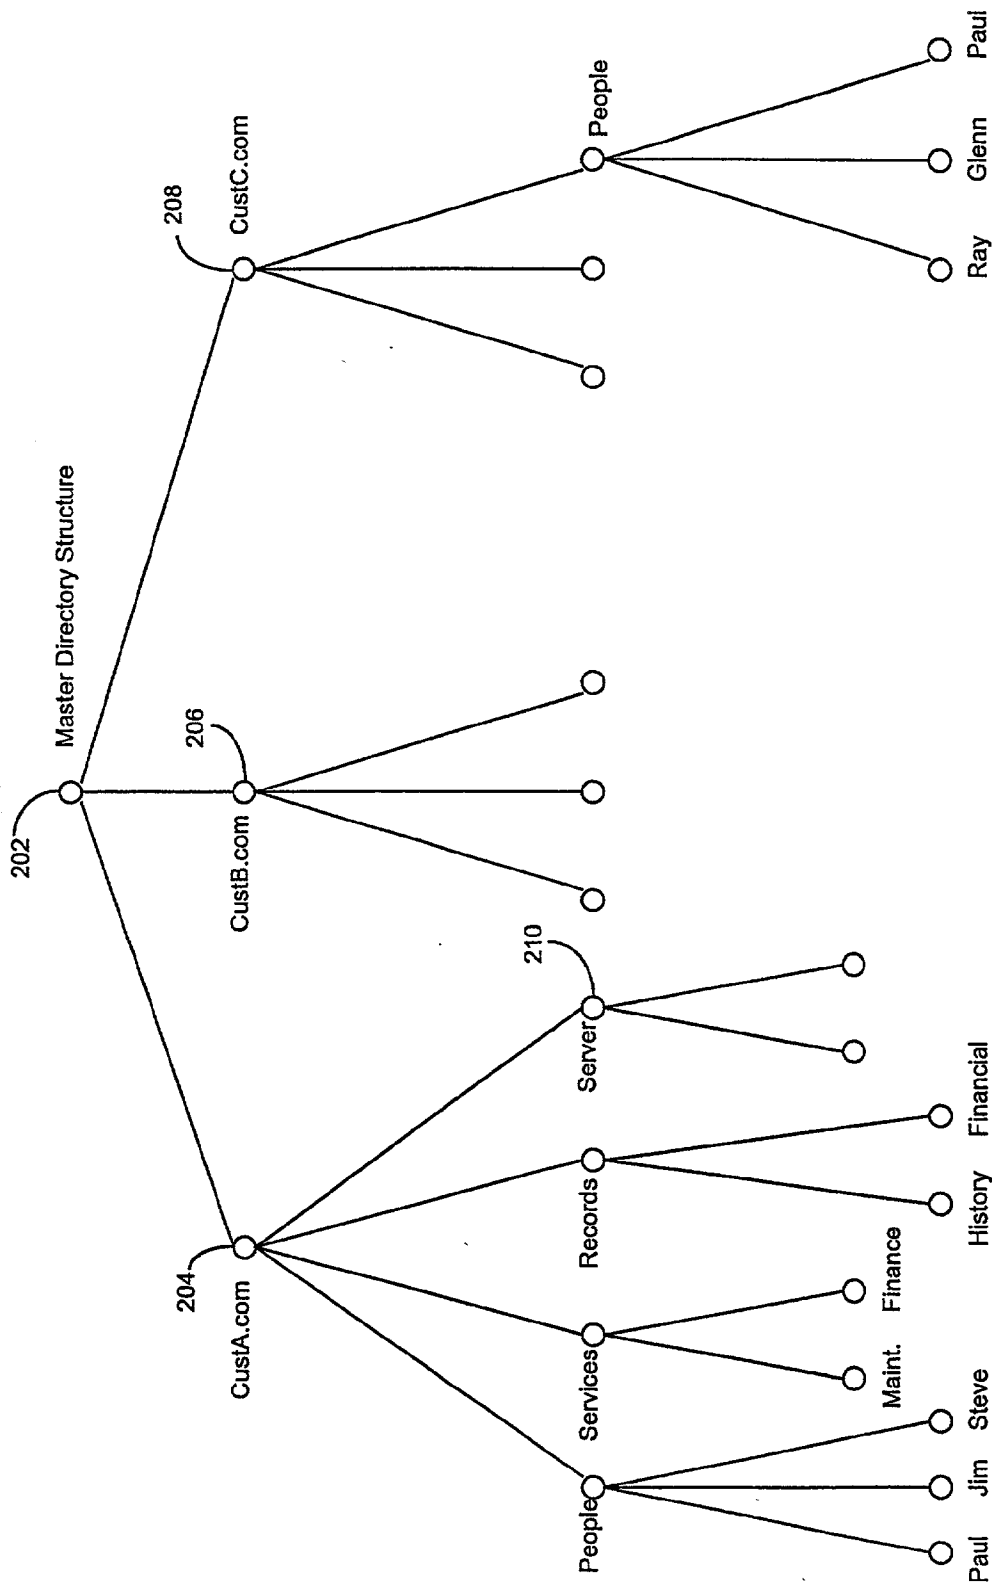 202
Master Directory Structure
204
CustA.com
206
CustB.com
208
CustC.com
People
Services
Records
Server
210
People
Paul
Jim
Steve
Maint.
Finance
History
Financial
Ray
Glenn
Paul